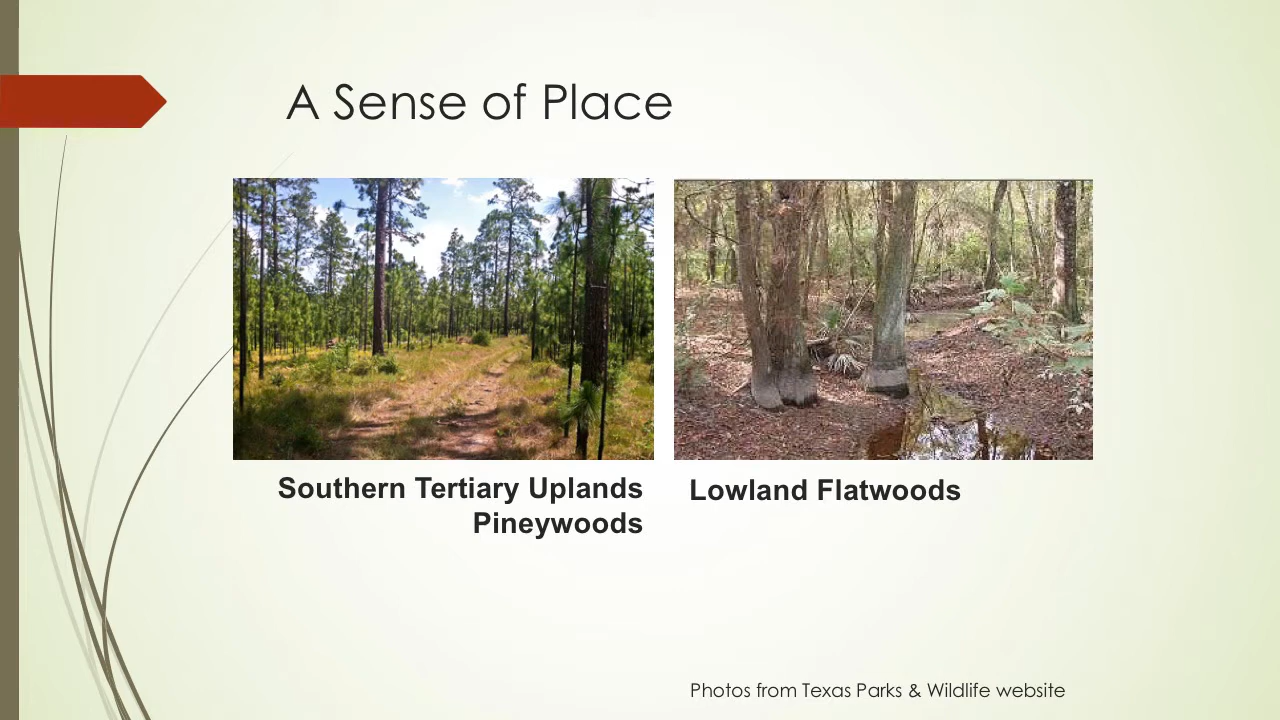 A Sense of Place
Southern Tertiary Uplands
Pineywoods
Lowland Flatwoods
Photos from Texas Parks & Wildlife website